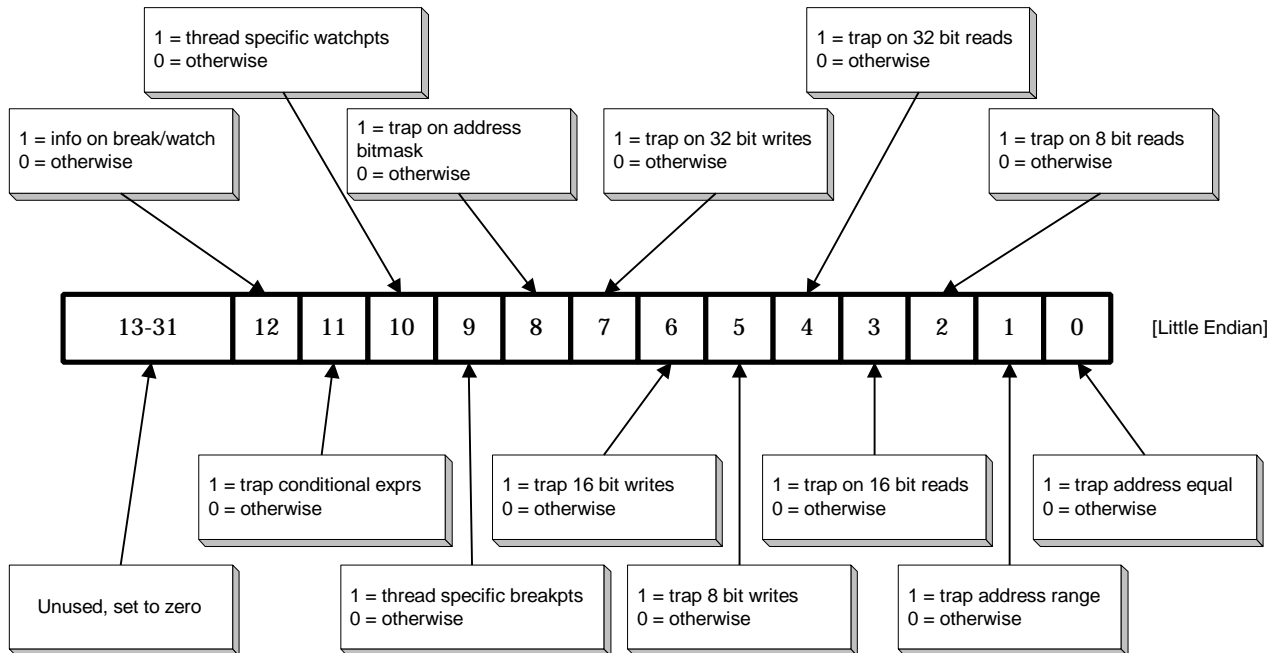 1 = thread specific watchpts
0 = otherwise
1 = trap on 32 bit reads
0 = otherwise
1 = info on break/watch
0 = otherwise
1 = trap on address
bitmask
0 = otherwise
1 = trap on 32 bit writes
0 = otherwise
1 = trap on 8 bit reads
0 = otherwise
13-31 12 11 10 9 8 7 6 5 4 3 2 1 0 [Little Endian]
1 = trap conditional exprs
0 = otherwise
1 = trap 16 bit writes
0 = otherwise
1 = trap on 16 bit reads
0 = otherwise
1 = trap address equal
0 = otherwise
Unused, set to zero
1 = thread specific breakpts
0 = otherwise
1 = trap 8 bit writes
0 = otherwise
1 = trap address range
0 = otherwise